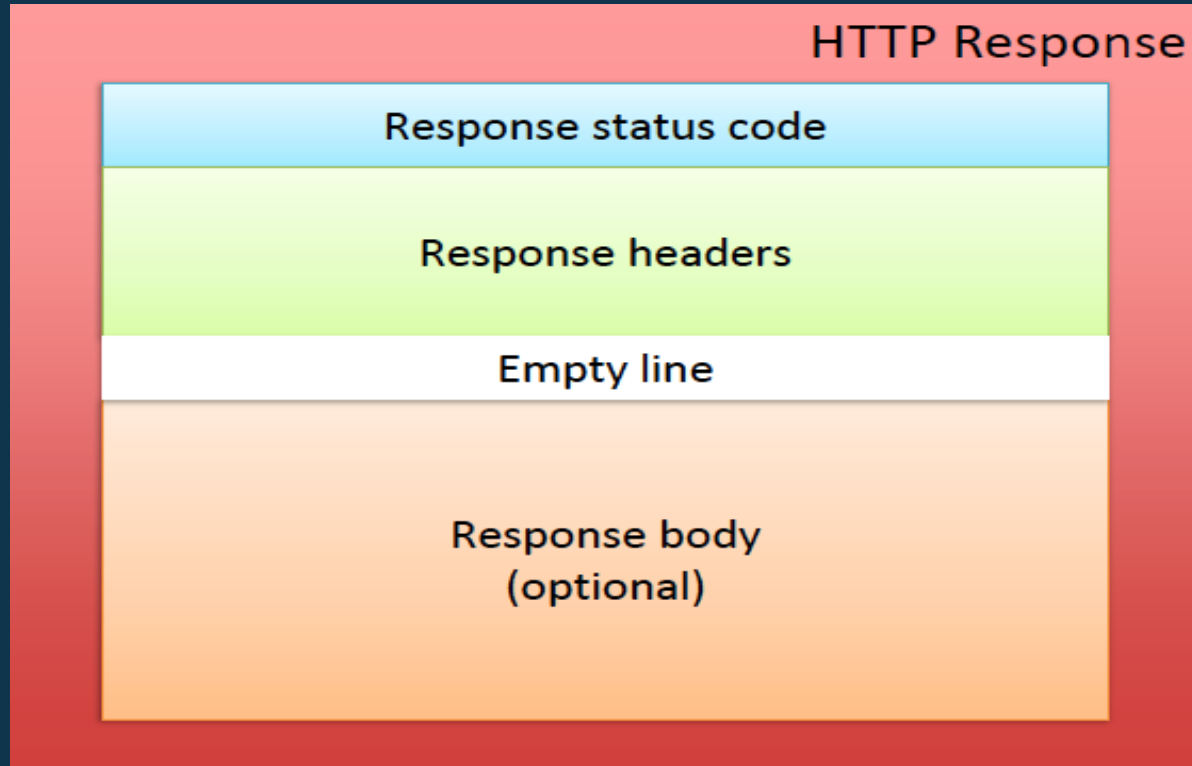 HTTP Response
Response status code
Response headers
Empty line
Response body
(optional)